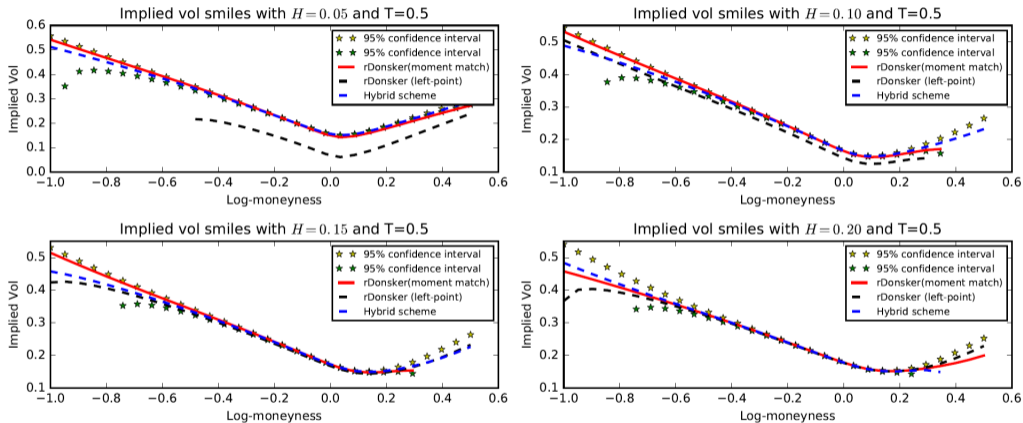 Implied vol smiles with H = 0.05 and T=0.5
Implied Vol
0.6
0.5
0.4
0.3
0.2
0.1
0.0
−1.0 −0.8 −0.6 −0.4 −0.2 0.0 0.2 0.4 0.6
Log-moneyness
95% confidence interval
95% confidence interval
rDonsker(moment match)
rDonsker (left-point)
Hybrid scheme
Implied vol smiles with H = 0.10 and T=0.5
Implied Vol
0.5
0.4
0.3
0.2
0.1
−1.0 −0.8 −0.6 −0.4 −0.2 0.0 0.2 0.4 0.6
Log-moneyness
95% confidence interval
95% confidence interval
rDonsker(moment match)
rDonsker (left-point)
Hybrid scheme
Implied vol smiles with H = 0.15 and T=0.5
Implied Vol
0.5
0.4
0.3
0.2
0.1
−1.0 −0.8 −0.6 −0.4 −0.2 0.0 0.2 0.4 0.6
Log-moneyness
95% confidence interval
95% confidence interval
rDonsker(moment match)
rDonsker (left-point)
Hybrid scheme
Implied vol smiles with H = 0.20 and T=0.5
Implied Vol
0.5
0.4
0.3
0.2
0.1
−1.0 −0.8 −0.6 −0.4 −0.2 0.0 0.2 0.4 0.6
Log-moneyness
95% confidence interval
95% confidence interval
rDonsker(moment match)
rDonsker (left-point)
Hybrid scheme